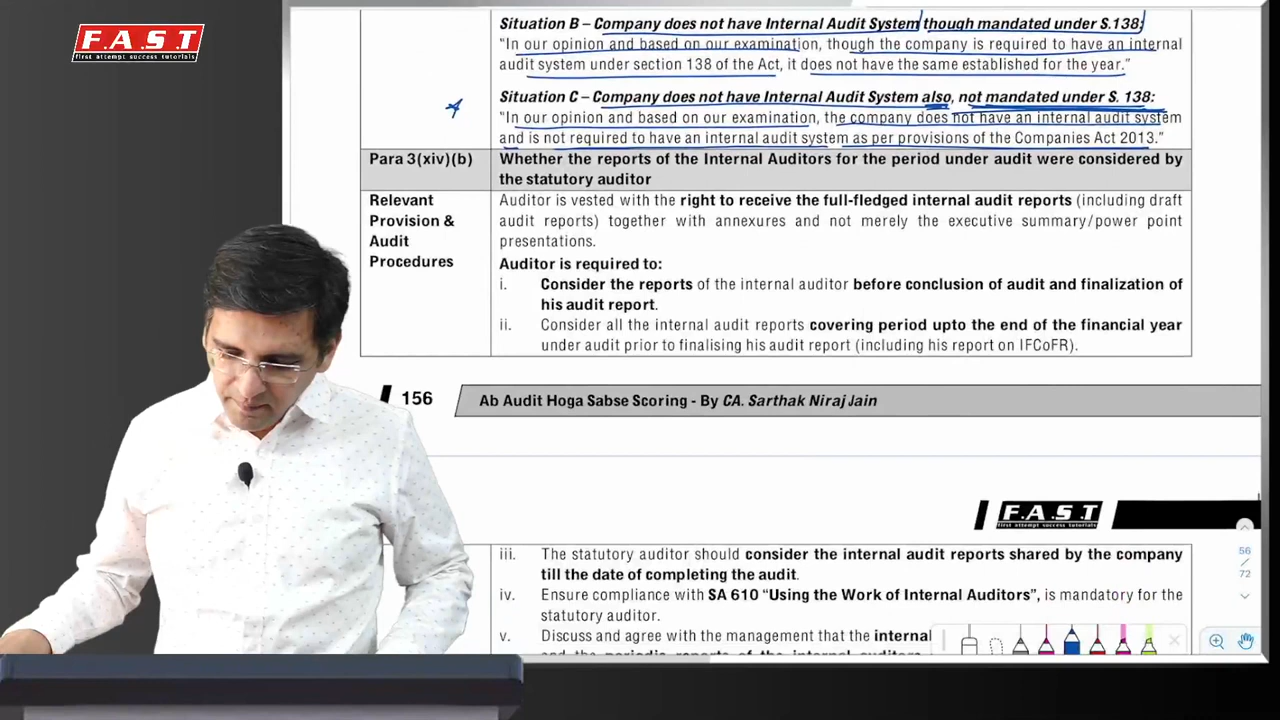 F.A.S.T
first attempt success tutorials
Situation B – Company does not have Internal Audit System though mandated under S.138:
“In our opinion and based on our examination, though the company is required to have an internal
audit system under section 138 of the Act, it does not have the same established for the year.”
Situation C – Company does not have Internal Audit System also, not mandated under S. 138:
“In our opinion and based on our examination, the company does not have an internal audit system
and is not required to have an internal audit system as per provisions of the Companies Act 2013.”
Para 3(xiv)(b)
Whether the reports of the Internal Auditors for the period under audit were considered by
the statutory auditor
Relevant
Provision &
Audit
Procedures
Auditor is vested with the right to receive the full-fledged internal audit reports (including draft
audit reports) together with annexures and not merely the executive summary/power point
presentations.
Auditor is required to:
i. Consider the reports of the internal auditor before conclusion of audit and finalization of
his audit report.
ii. Consider all the internal audit reports covering period upto the end of the financial year
under audit prior to finalising his audit report (including his report on IFCoFR).
156
Ab Audit Hoga Sabse Scoring - By CA. Sarthak Niraj Jain
F.A.S.T
first attempt success tutorials
iii. The statutory auditor should consider the internal audit reports shared by the company
till the date of completing the audit.
iv. Ensure compliance with SA 610 “Using the Work of Internal Auditors”, is mandatory for the
statutory auditor.
v. Discuss and agree with the management that the internal
and the periodic reports of the internal auditors
56
/
72